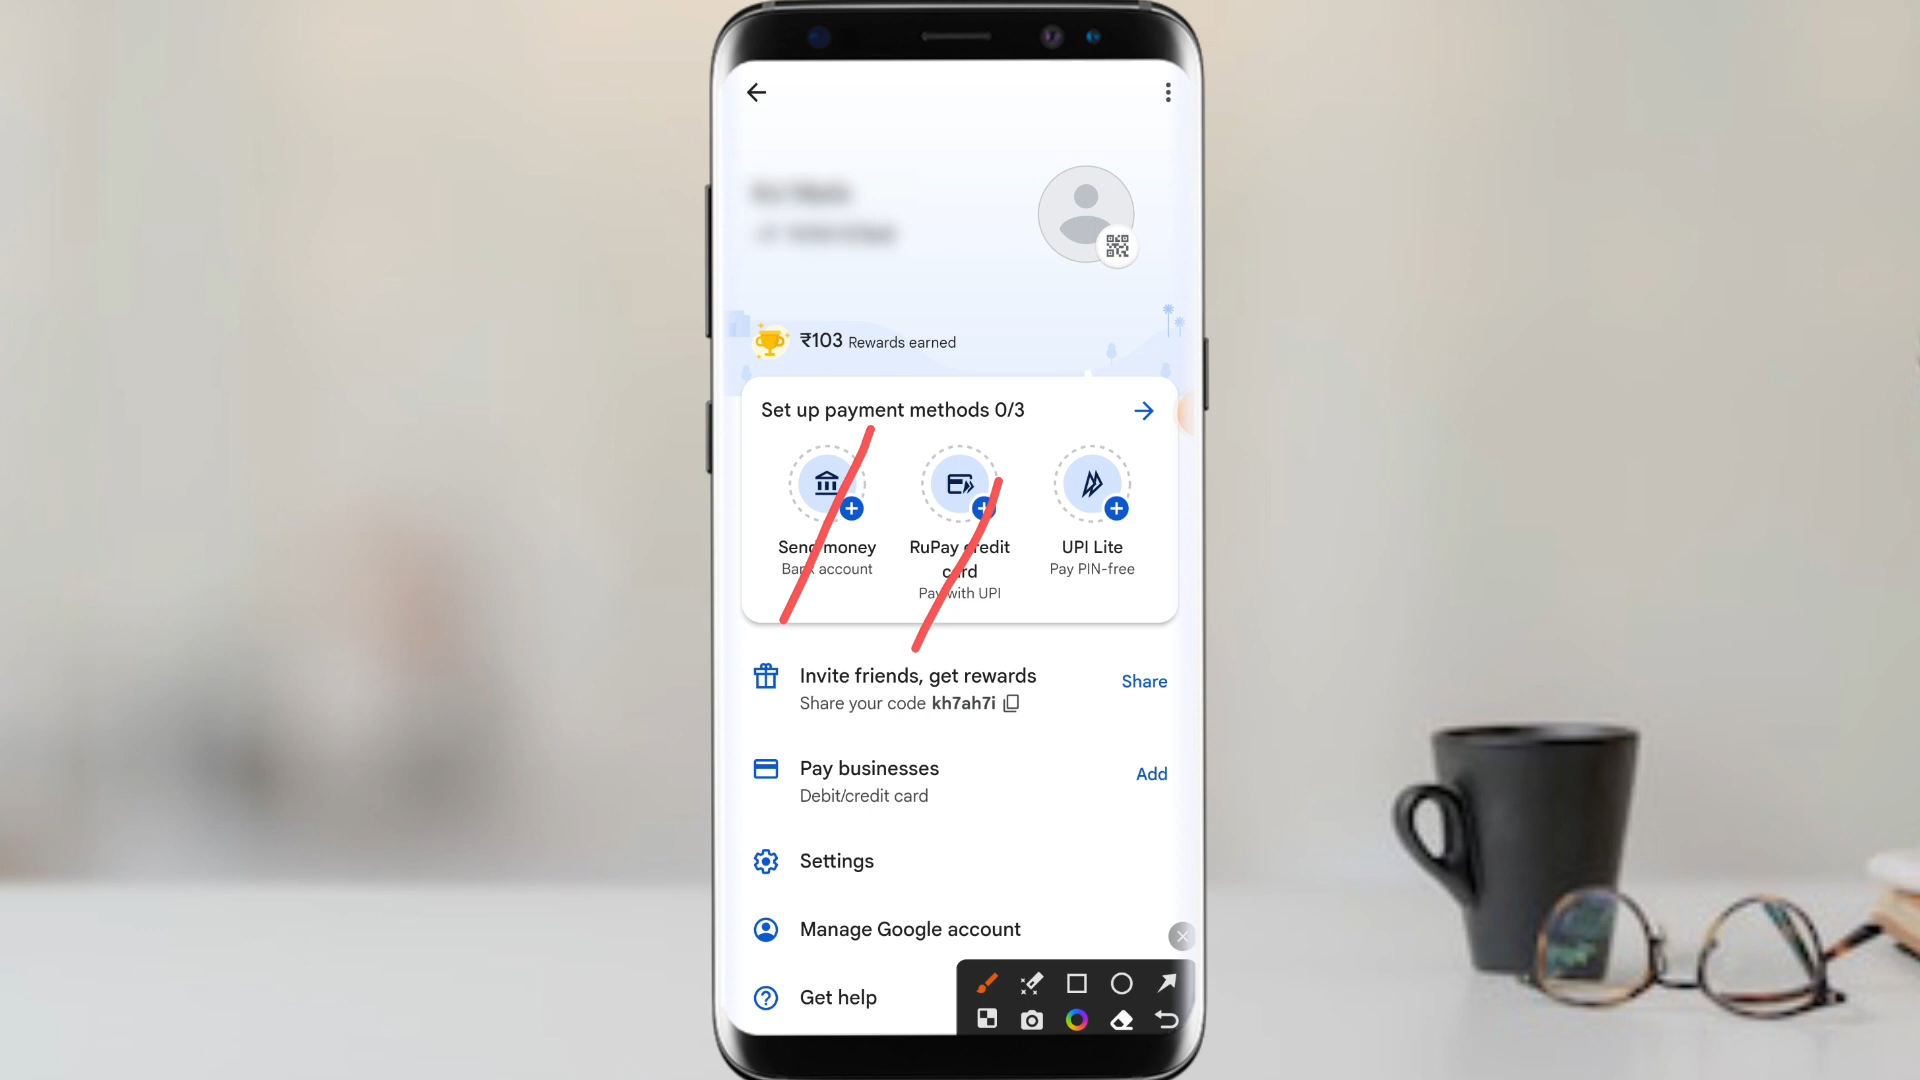 ₹103 Rewards earned
Set up payment methods 0/3
Send money
Bank account
RuPay credit
card
Pay with UPI
UPI Lite
Pay PIN-free
Invite friends, get rewards
Share your code kh7ah7i
Share
Pay businesses
Debit/credit card
Add
Settings
Manage Google account
Get help